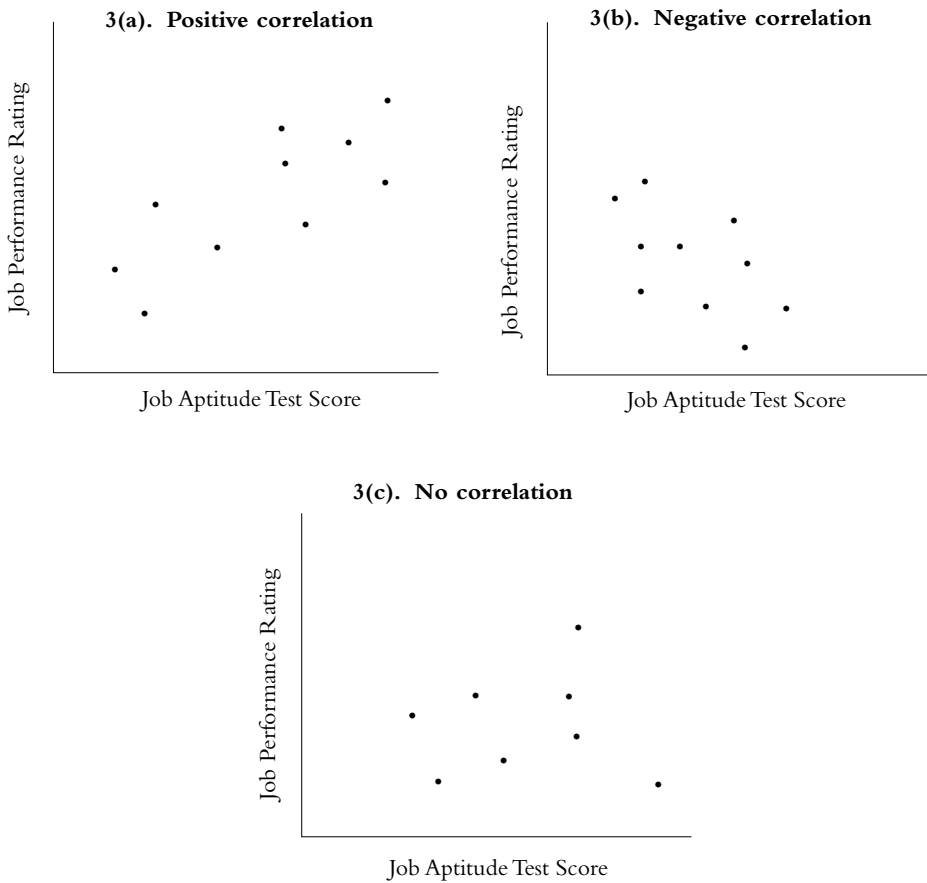 3(a). Positive correlation
Job Performance Rating
Job Aptitude Test Score
3(b). Negative correlation
Job Performance Rating
Job Aptitude Test Score
3(c). No correlation
Job Performance Rating
Job Aptitude Test Score